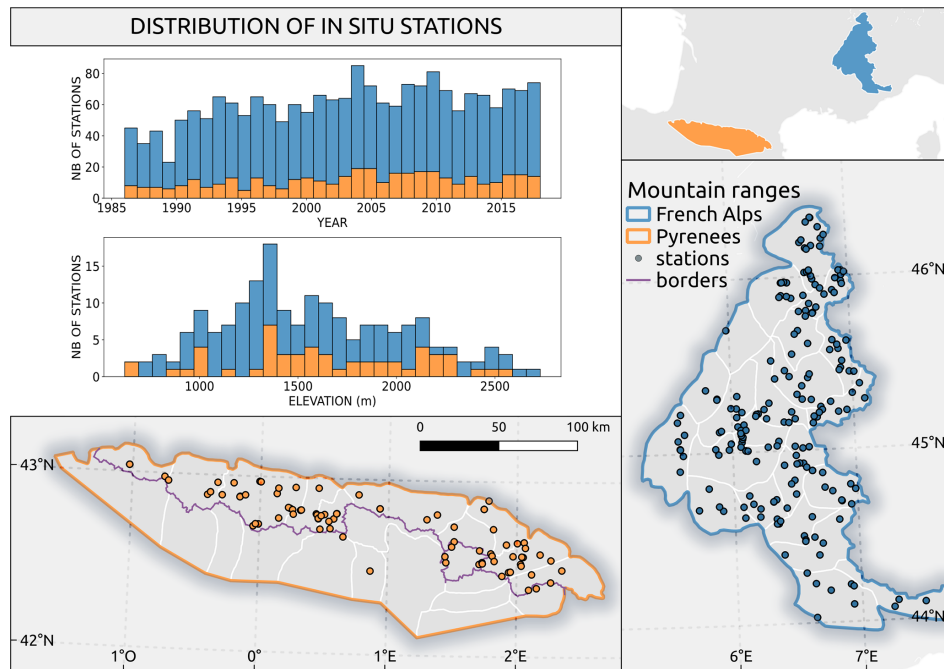 DISTRIBUTION OF IN SITU STATIONS
NB OF STATIONS
80
60
40
20
0
1985 1990 1995 2000 2005 2010 2015
YEAR
NB OF STATIONS
15
10
5
0
1000 1500 2000 2500
ELEVATION (m)
Mountain ranges
French Alps
Pyrenees
stations
borders
46°N
45°N
44°N
6°E 7°E
0 50 100 km
43°N
42°N
1°O 0° 1°E 2°E